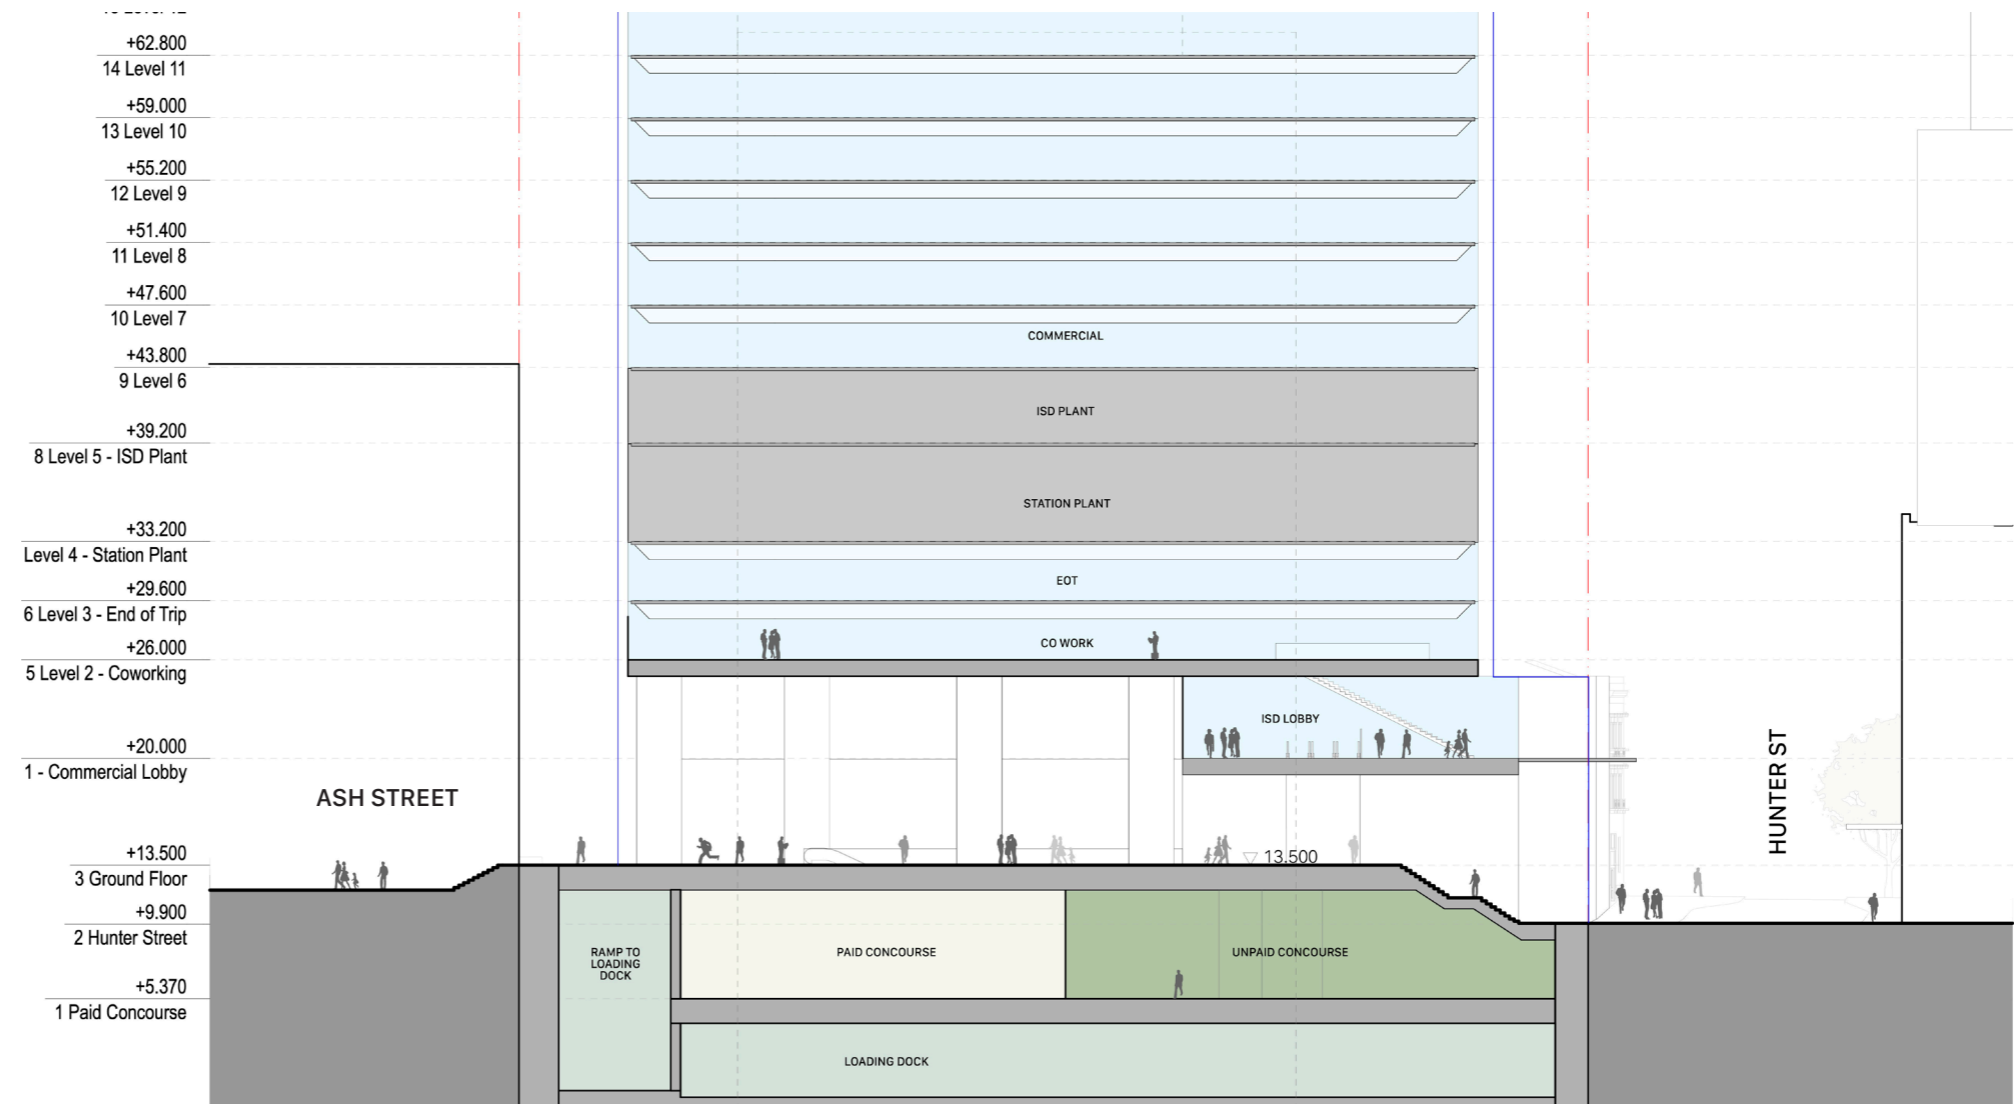 +62.800
14 Level 11
+59.000
13 Level 10
+55.200
12 Level 9
+51.400
11 Level 8
+47.600
10 Level 7
COMMERCIAL
+43.800
9 Level 6
ISD PLANT
+39.200
8 Level 5 - ISD Plant
STATION PLANT
+33.200
Level 4 - Station Plant
EOT
+29.600
6 Level 3 - End of Trip
CO WORK
+26.000
5 Level 2 - Coworking
ISD LOBBY
+20.000
1 - Commercial Lobby
ASH STREET
HUNTER ST
+13.500
3 Ground Floor
13.500
+9.900
2 Hunter Street
RAMP TO
LOADING
DOCK
PAID CONCOURSE
UNPAID CONCOURSE
+5.370
1 Paid Concourse
LOADING DOCK